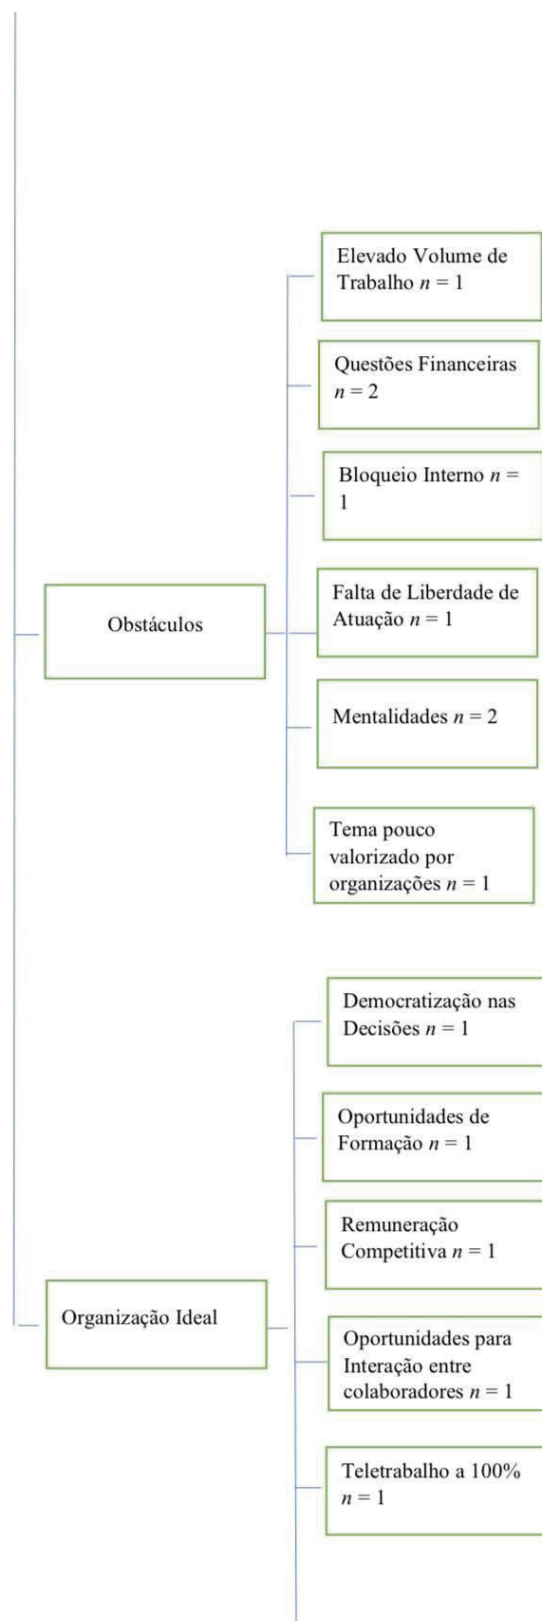 Elevado Volume de
Trabalho n = 1
Questões Financeiras
n = 2
Bloqueio Interno n =
1
Obstáculos
Falta de Liberdade de
Atuação n = 1
Mentalidades n = 2
Tema pouco
valorizado por
organizações n = 1
Democratização nas
Decisões n = 1
Oportunidades de
Formação n = 1
Remuneração
Competitiva n = 1
Organização Ideal
Oportunidades para
Interação entre
colaboradores n = 1
Teletrabalho a 100%
n = 1